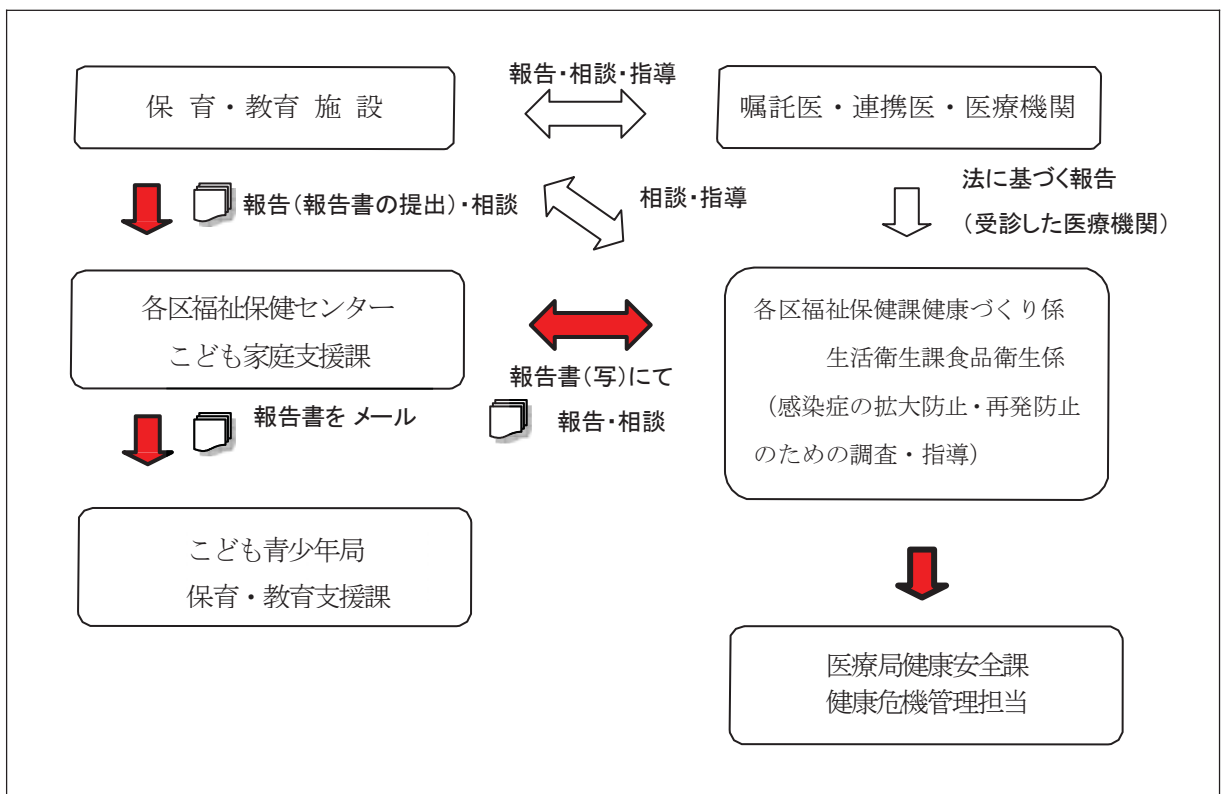 報告・相談・指導
保 育・教育 施 設
嘱託医・連携医・医療機関
報告(報告書の提出)・相談
相談・指導
法に基づく報告
（受診した医療機関）
各区福祉保健センター
こども家庭支援課
報告書(写)にて
報告・相談
各区福祉保健課健康づくり係
生活衛生課食品衛生係
（感染症の拡大防止・再発防止
のための調査・指導）
報告書を メール
こども青少年局
保育・教育支援課
医療局健康安全課
健康危機管理担当